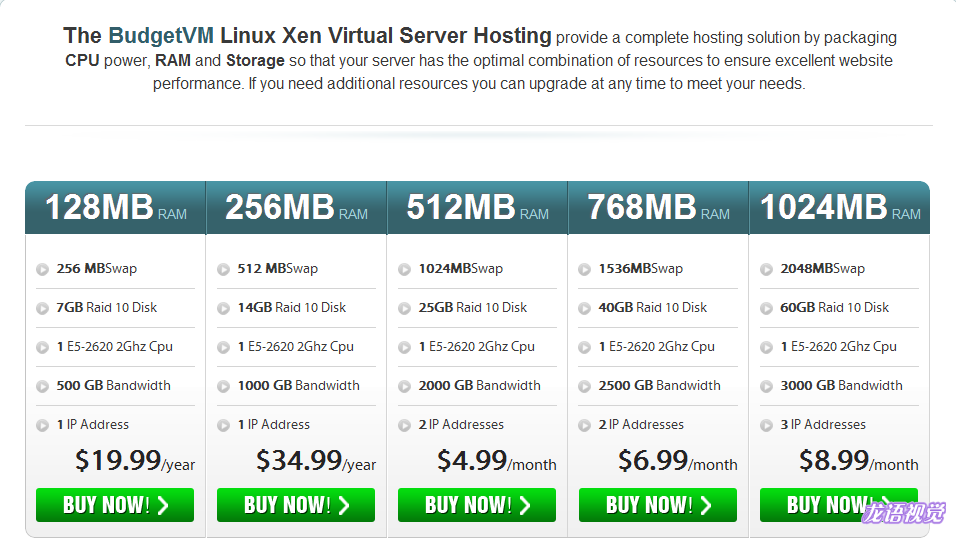 The BudgetVM Linux Xen Virtual Server Hosting provide a complete hosting solution by packaging
CPU power, RAM and Storage so that your server has the optimal combination of resources to ensure excellent website
performance. If you need additional resources you can upgrade at any time to meet your needs.
128MB RAM
256 MBSwap
7GB Raid 10 Disk
1 E5-2620 2Ghz Cpu
500 GB Bandwidth
1 IP Address
$19.99/year
BUY NOW!
256MB RAM
512 MBSwap
14GB Raid 10 Disk
1 E5-2620 2Ghz Cpu
1000 GB Bandwidth
1 IP Address
$34.99/year
BUY NOW!
512MB RAM
1024MBSwap
25GB Raid 10 Disk
1 E5-2620 2Ghz Cpu
2000 GB Bandwidth
2 IP Addresses
$4.99/month
BUY NOW!
768MB RAM
1536MBSwap
40GB Raid 10 Disk
1 E5-2620 2Ghz Cpu
2500 GB Bandwidth
2 IP Addresses
$6.99/month
BUY NOW!
1024MB RAM
2048MBSwap
60GB Raid 10 Disk
1 E5-2620 2Ghz Cpu
3000 GB Bandwidth
3 IP Addresses
$8.99/month
BUY NOW!
龙语视觉